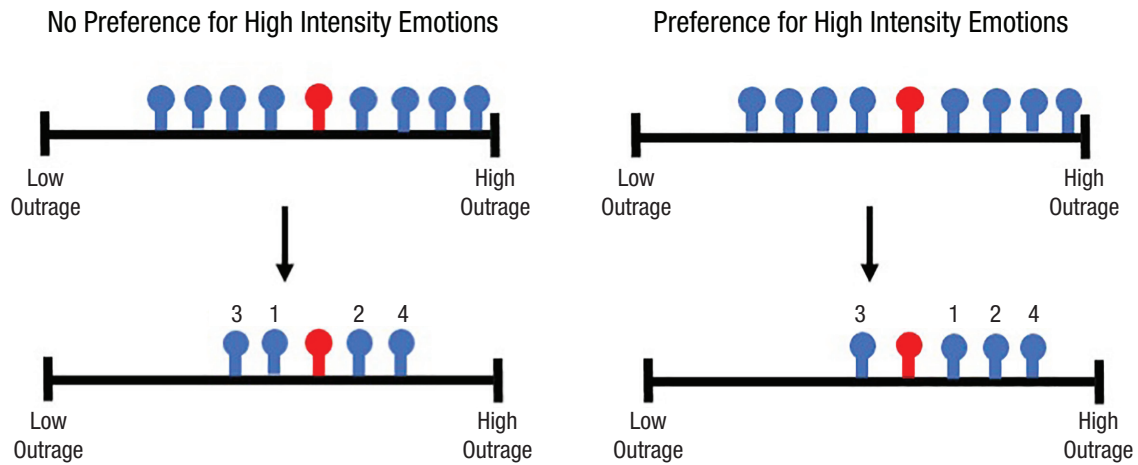 No Preference for High Intensity Emotions
Low
Outrage
High
Outrage
3 1 2 4
Low
Outrage
High
Outrage
Preference for High Intensity Emotions
Low
Outrage
High
Outrage
3 1 2 4
Low
Outrage
High
Outrage